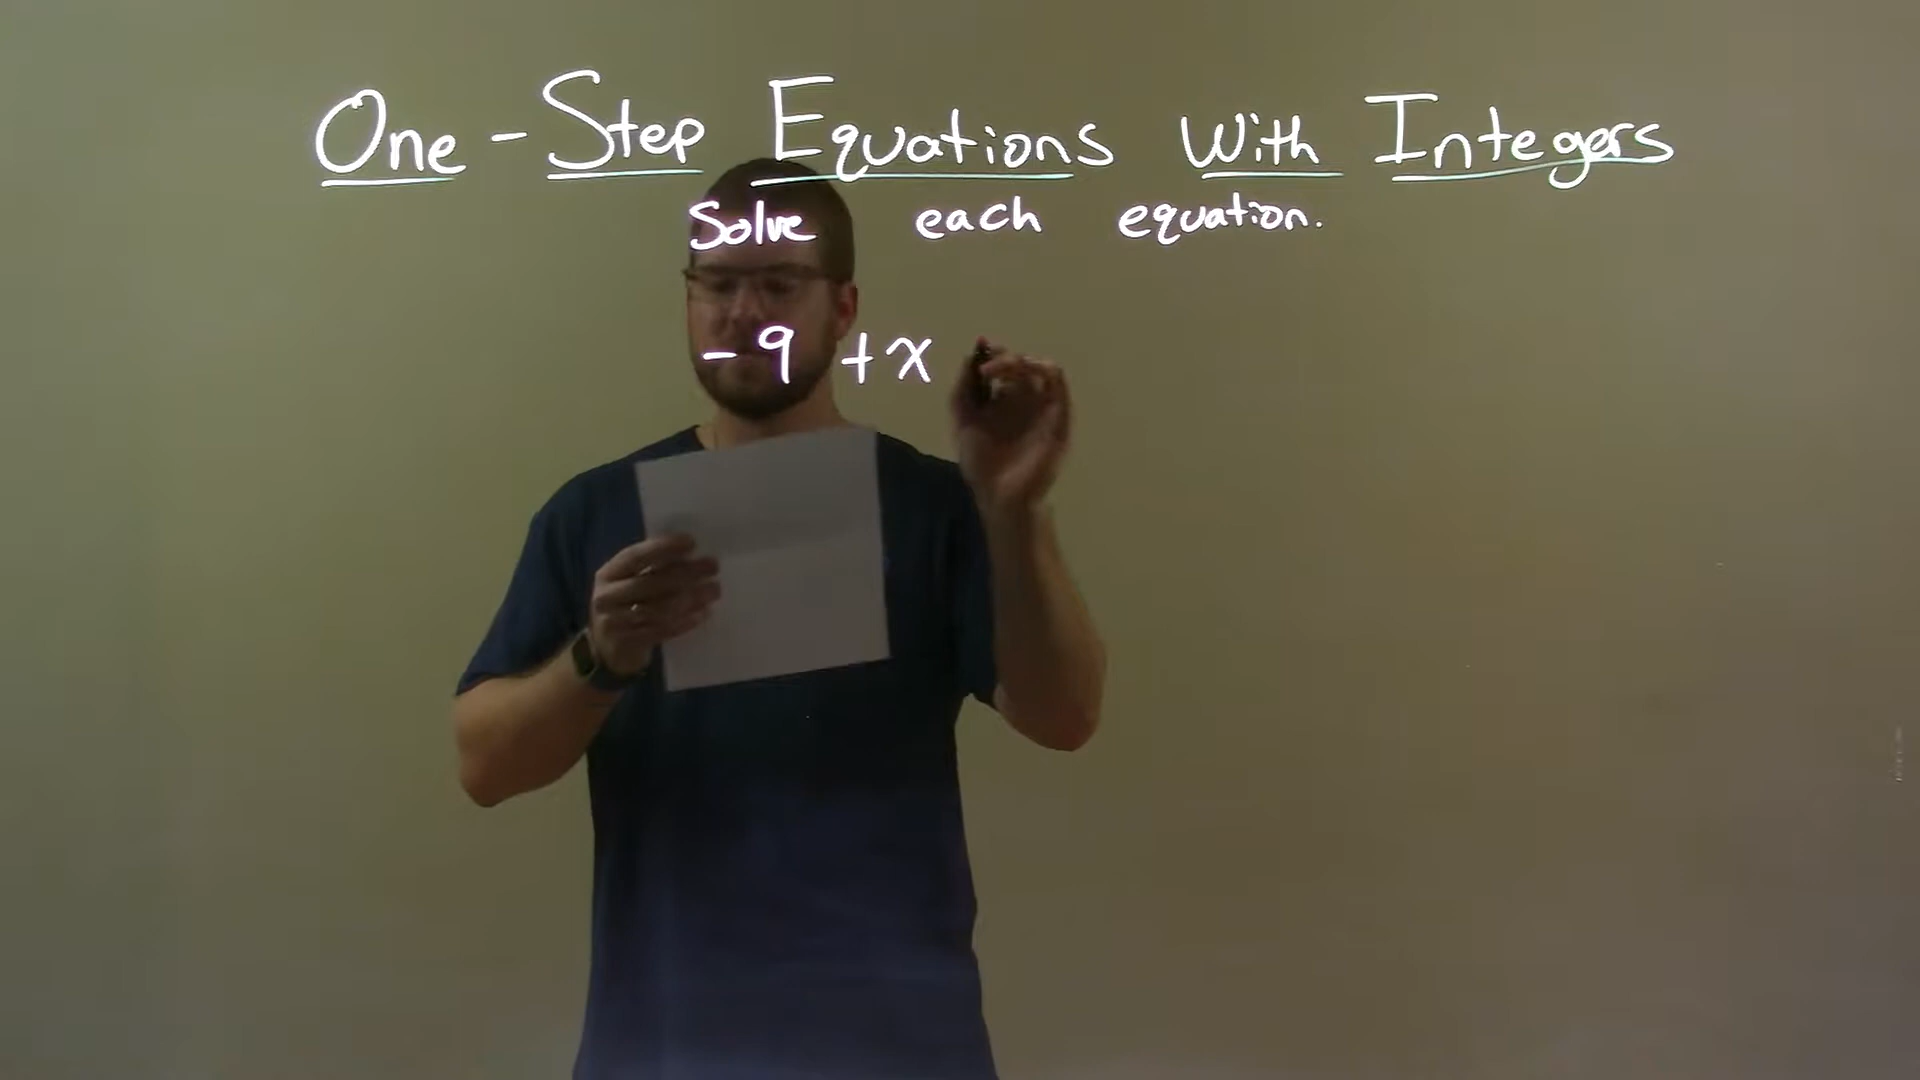 One-Step Equations With Integers
Solve each equation.
-9 + x